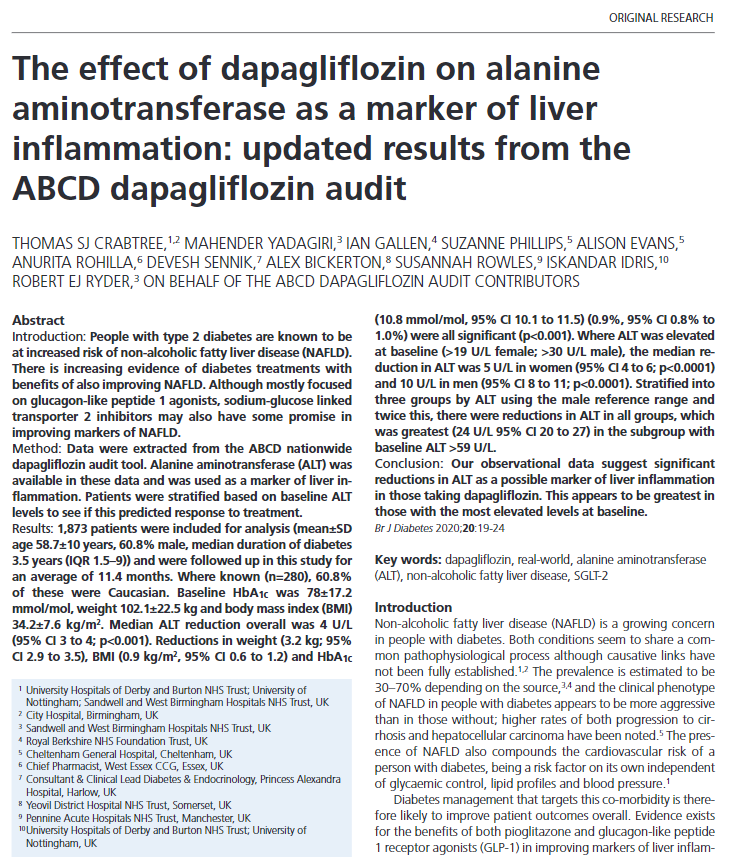 ORIGINAL RESEARCH
The effect of dapagliflozin on alanine
aminotransferase as a marker of liver
inflammation: updated results from the
ABCD dapagliflozin audit
THOMAS SJ CRABTREE,1,2 MAHENDER YADAGIRI,3 IAN GALLEN,4 SUZANNE PHILLIPS,5 ALISON EVANS,5
ANURITA ROHILLA,6 DEVESH SENNIK,7 ALEX BICKERTON,8 SUSANNAH ROWLES,9 ISKANDAR IDRIS,10
ROBERT EJ RYDER,3 ON BEHALF OF THE ABCD DAPAGLIFLOZIN AUDIT CONTRIBUTORS
Abstract
Introduction: People with type 2 diabetes are known to be
at increased risk of non-alcoholic fatty liver disease (NAFLD).
There is increasing evidence of diabetes treatments with
benefits of also improving NAFLD. Although mostly focused
on glucagon-like peptide 1 agonists, sodium-glucose linked
transporter 2 inhibitors may also have some promise in
improving markers of NAFLD.
Method: Data were extracted from the ABCD nationwide
dapagliflozin audit tool. Alanine aminotransferase (ALT) was
available in these data and was used as a marker of liver in-
flammation. Patients were stratified based on baseline ALT
levels to see if this predicted response to treatment.
Results: 1,873 patients were included for analysis (mean±SD
age 58.7±10 years, 60.8% male, median duration of diabetes
3.5 years (IQR 1.5–9)) and were followed up in this study for
an average of 11.4 months. Where known (n=280), 60.8%
of these were Caucasian. Baseline HbA1c was 78±17.2
mmol/mol, weight 102.1±22.5 kg and body mass index (BMI)
34.2±7.6 kg/m². Median ALT reduction overall was 4 U/L
(95% CI 3 to 4; p<0.001). Reductions in weight (3.2 kg; 95%
CI 2.9 to 3.5), BMI (0.9 kg/m², 95% CI 0.6 to 1.2) and HbA1c
1 University Hospitals of Derby and Burton NHS Trust; University of
Nottingham; Sandwell and West Birmingham Hospitals NHS Trust, UK
2 City Hospital, Birmingham, UK
3 Sandwell and West Birmingham Hospitals NHS Trust, UK
4 Royal Berkshire NHS Foundation Trust, UK
5 Cheltenham General Hospital, Cheltenham, UK
6 Chief Pharmacist, West Essex CCG, Essex, UK
7 Consultant & Clinical Lead Diabetes & Endocrinology, Princess Alexandra
Hospital, Harlow, UK
8 Yeovil District Hospital NHS Trust, Somerset, UK
9 Pennine Acute Hospitals NHS Trust, Manchester, UK
10 University Hospitals of Derby and Burton NHS Trust; University of
Nottingham, UK
(10.8 mmol/mol, 95% CI 10.1 to 11.5) (0.9%, 95% CI 0.8% to
1.0%) were all significant (p<0.001). Where ALT was elevated
at baseline (>19 U/L female; >30 U/L male), the median re-
duction in ALT was 5 U/L in women (95% CI 4 to 6; p<0.0001)
and 10 U/L in men (95% CI 8 to 11; p<0.0001). Stratified into
three groups by ALT using the male reference range and
twice this, there were reductions in ALT in all groups, which
was greatest (24 U/L 95% CI 20 to 27) in the subgroup with
baseline ALT >59 U/L.
Conclusion: Our observational data suggest significant
reductions in ALT as a possible marker of liver inflammation
in those taking dapagliflozin. This appears to be greatest in
those with the most elevated levels at baseline.
Br J Diabetes 2020;20:19-24
Key words: dapagliflozin, real-world, alanine aminotransferase
(ALT), non-alcoholic fatty liver disease, SGLT-2
Introduction
Non-alcoholic fatty liver disease (NAFLD) is a growing concern
in people with diabetes. Both conditions seem to share a com-
mon pathophysiological process although causative links have
not been fully established.1,2 The prevalence is estimated to be
30–70% depending on the source,3,4 and the clinical phenotype
of NAFLD in people with diabetes appears to be more aggressive
than in those without; higher rates of both progression to cir-
rhosis and hepatocellular carcinoma have been noted.5 The pres-
ence of NAFLD also compounds the cardiovascular risk of a
person with diabetes, being a risk factor on its own independent
of glycaemic control, lipid profiles and blood pressure.1
Diabetes management that targets this co-morbidity is there-
fore likely to improve patient outcomes overall. Evidence exists
for the benefits of both pioglitazone and glucagon-like peptide
1 receptor agonists (GLP-1) in improving markers of liver inflam-